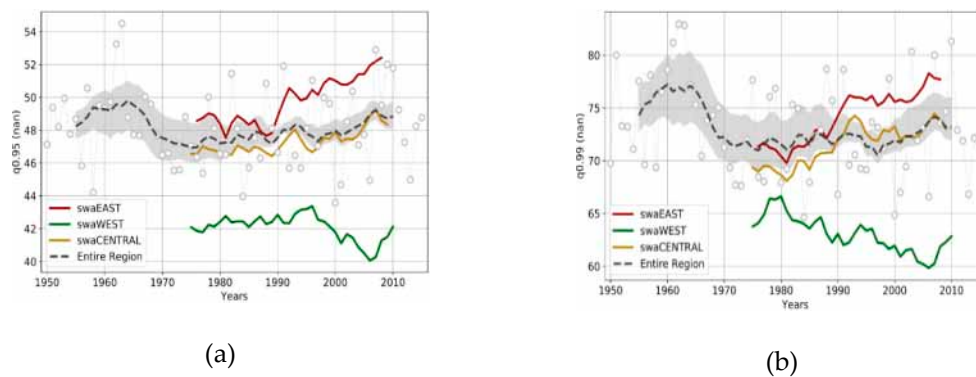 54
52
50
48
46
44
42
40
q0.95 (nan)
swaEAST
swaWEST
swaCENTRAL
Entire Region
1950 1960 1970 1980 1990 2000 2010
Years
(a)
80
75
70
65
60
q0.99 (nan)
swaEAST
swaWEST
swaCENTRAL
Entire Region
1950 1960 1970 1980 1990 2000 2010
Years
(b)